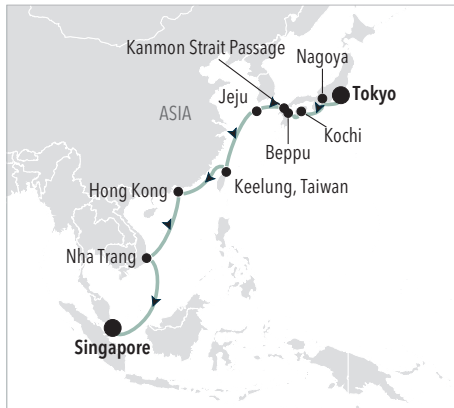 Kanmon Strait Passage
Nagoya
Tokyo
Jeju
ASIA
Kochi
Beppu
Keelung, Taiwan
Hong Kong
Nha Trang
Singapore